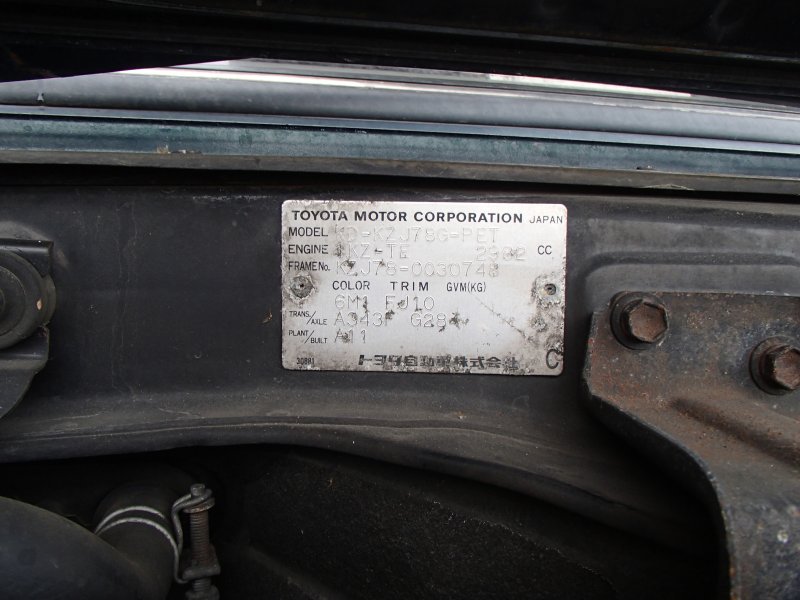 TOYOTA MOTOR CORPORATION JAPAN
MODEL KD-KZJ78G-PET
ENGINE 1KZ-TE 2982 CC
FRAME No. KZJ78-0030748
COLOR TRIM GVM(KG)
6M1 FJ10
TRANS./AXLE A343F G284
PLANT/BUILT A11
30881 トヨタ自動車株式会社 C